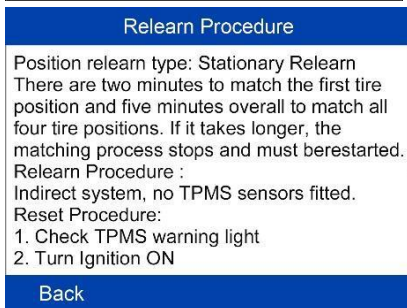 Relearn Procedure
Position relearn type: Stationary Relearn
There are two minutes to match the first tire
position and five minutes overall to match all
four tire positions. If it takes longer, the
matching process stops and must berestarted.
Relearn Procedure :
Indirect system, no TPMS sensors fitted.
Reset Procedure:
1. Check TPMS warning light
2. Turn Ignition ON
Back